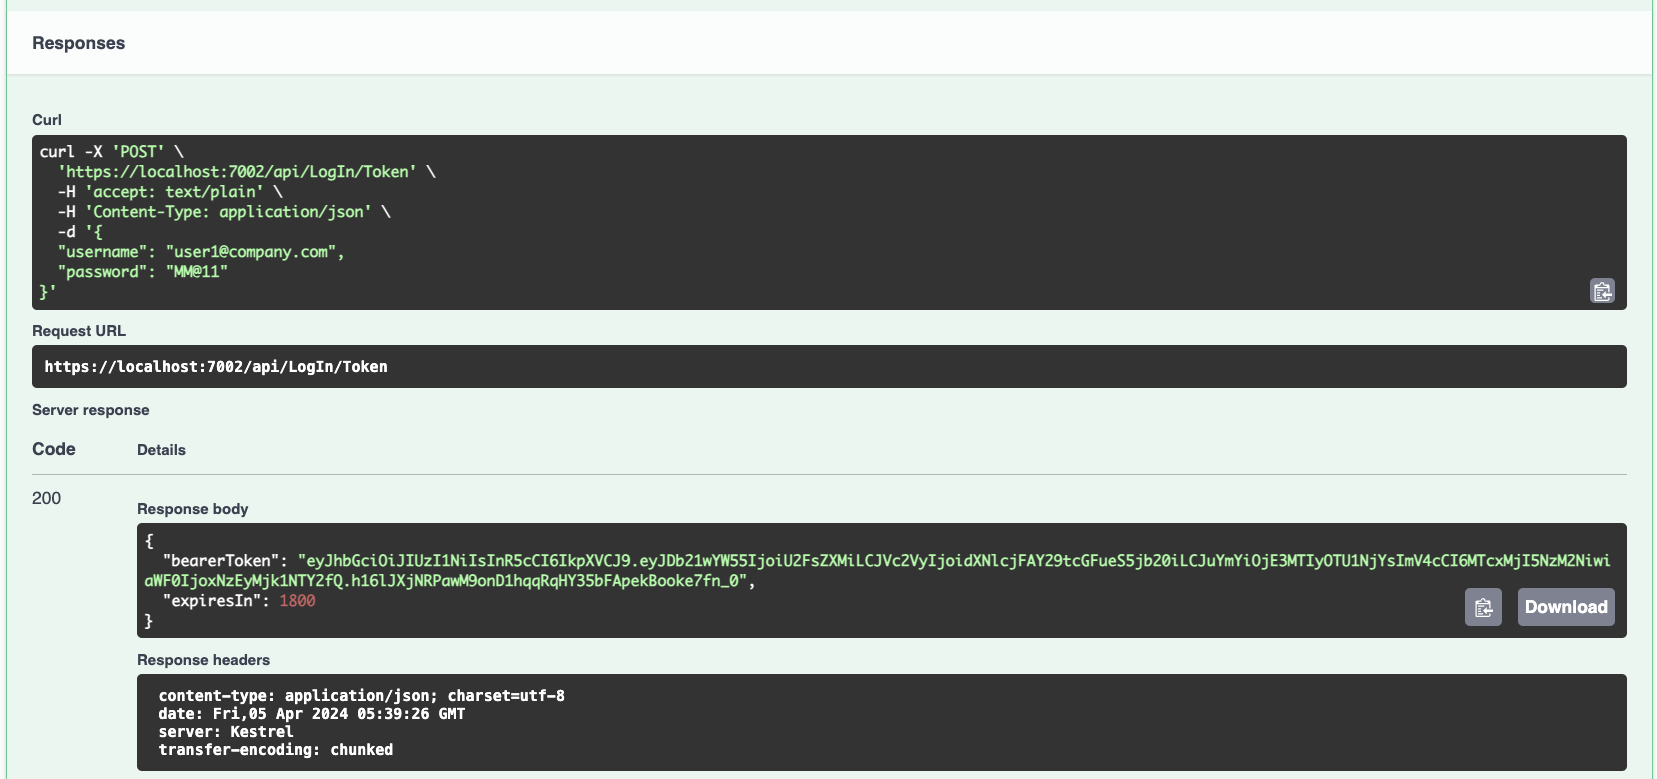 Responses
Curl
curl -X 'POST' \
'https://localhost:7002/api/LogIn/Token' \
-H 'accept: text/plain' \
-H 'Content-Type: application/json' \
-d '{
"username": "user1@company.com",
"password": "MM@11"
}'
Request URL
https://localhost:7002/api/LogIn/Token
Server response
Code Details
200
Response body
{
"bearerToken": "eyJhbGciOiJIUzI1NiIsInR5cCI6IkpXVCJ9.eyJDb21wYW55IjoiU2FsZXMiLCJVc2VyIjoidXNlcjFAY29tcGFueS5jb20iLCJuYmYiOjE3MTIyOTU1NjYsImV4cCI6MTcxMjI5NzM2Niwi
aWF0IjoxNzEyMjk1NTY2fQ.h16lJXjNRPawM9onD1hqqRqHY35bFApekBooke7fn_0",
"expiresIn": 1800
}
Download
Response headers
content-type: application/json; charset=utf-8
date: Fri,05 Apr 2024 05:39:26 GMT
server: Kestrel
transfer-encoding: chunked